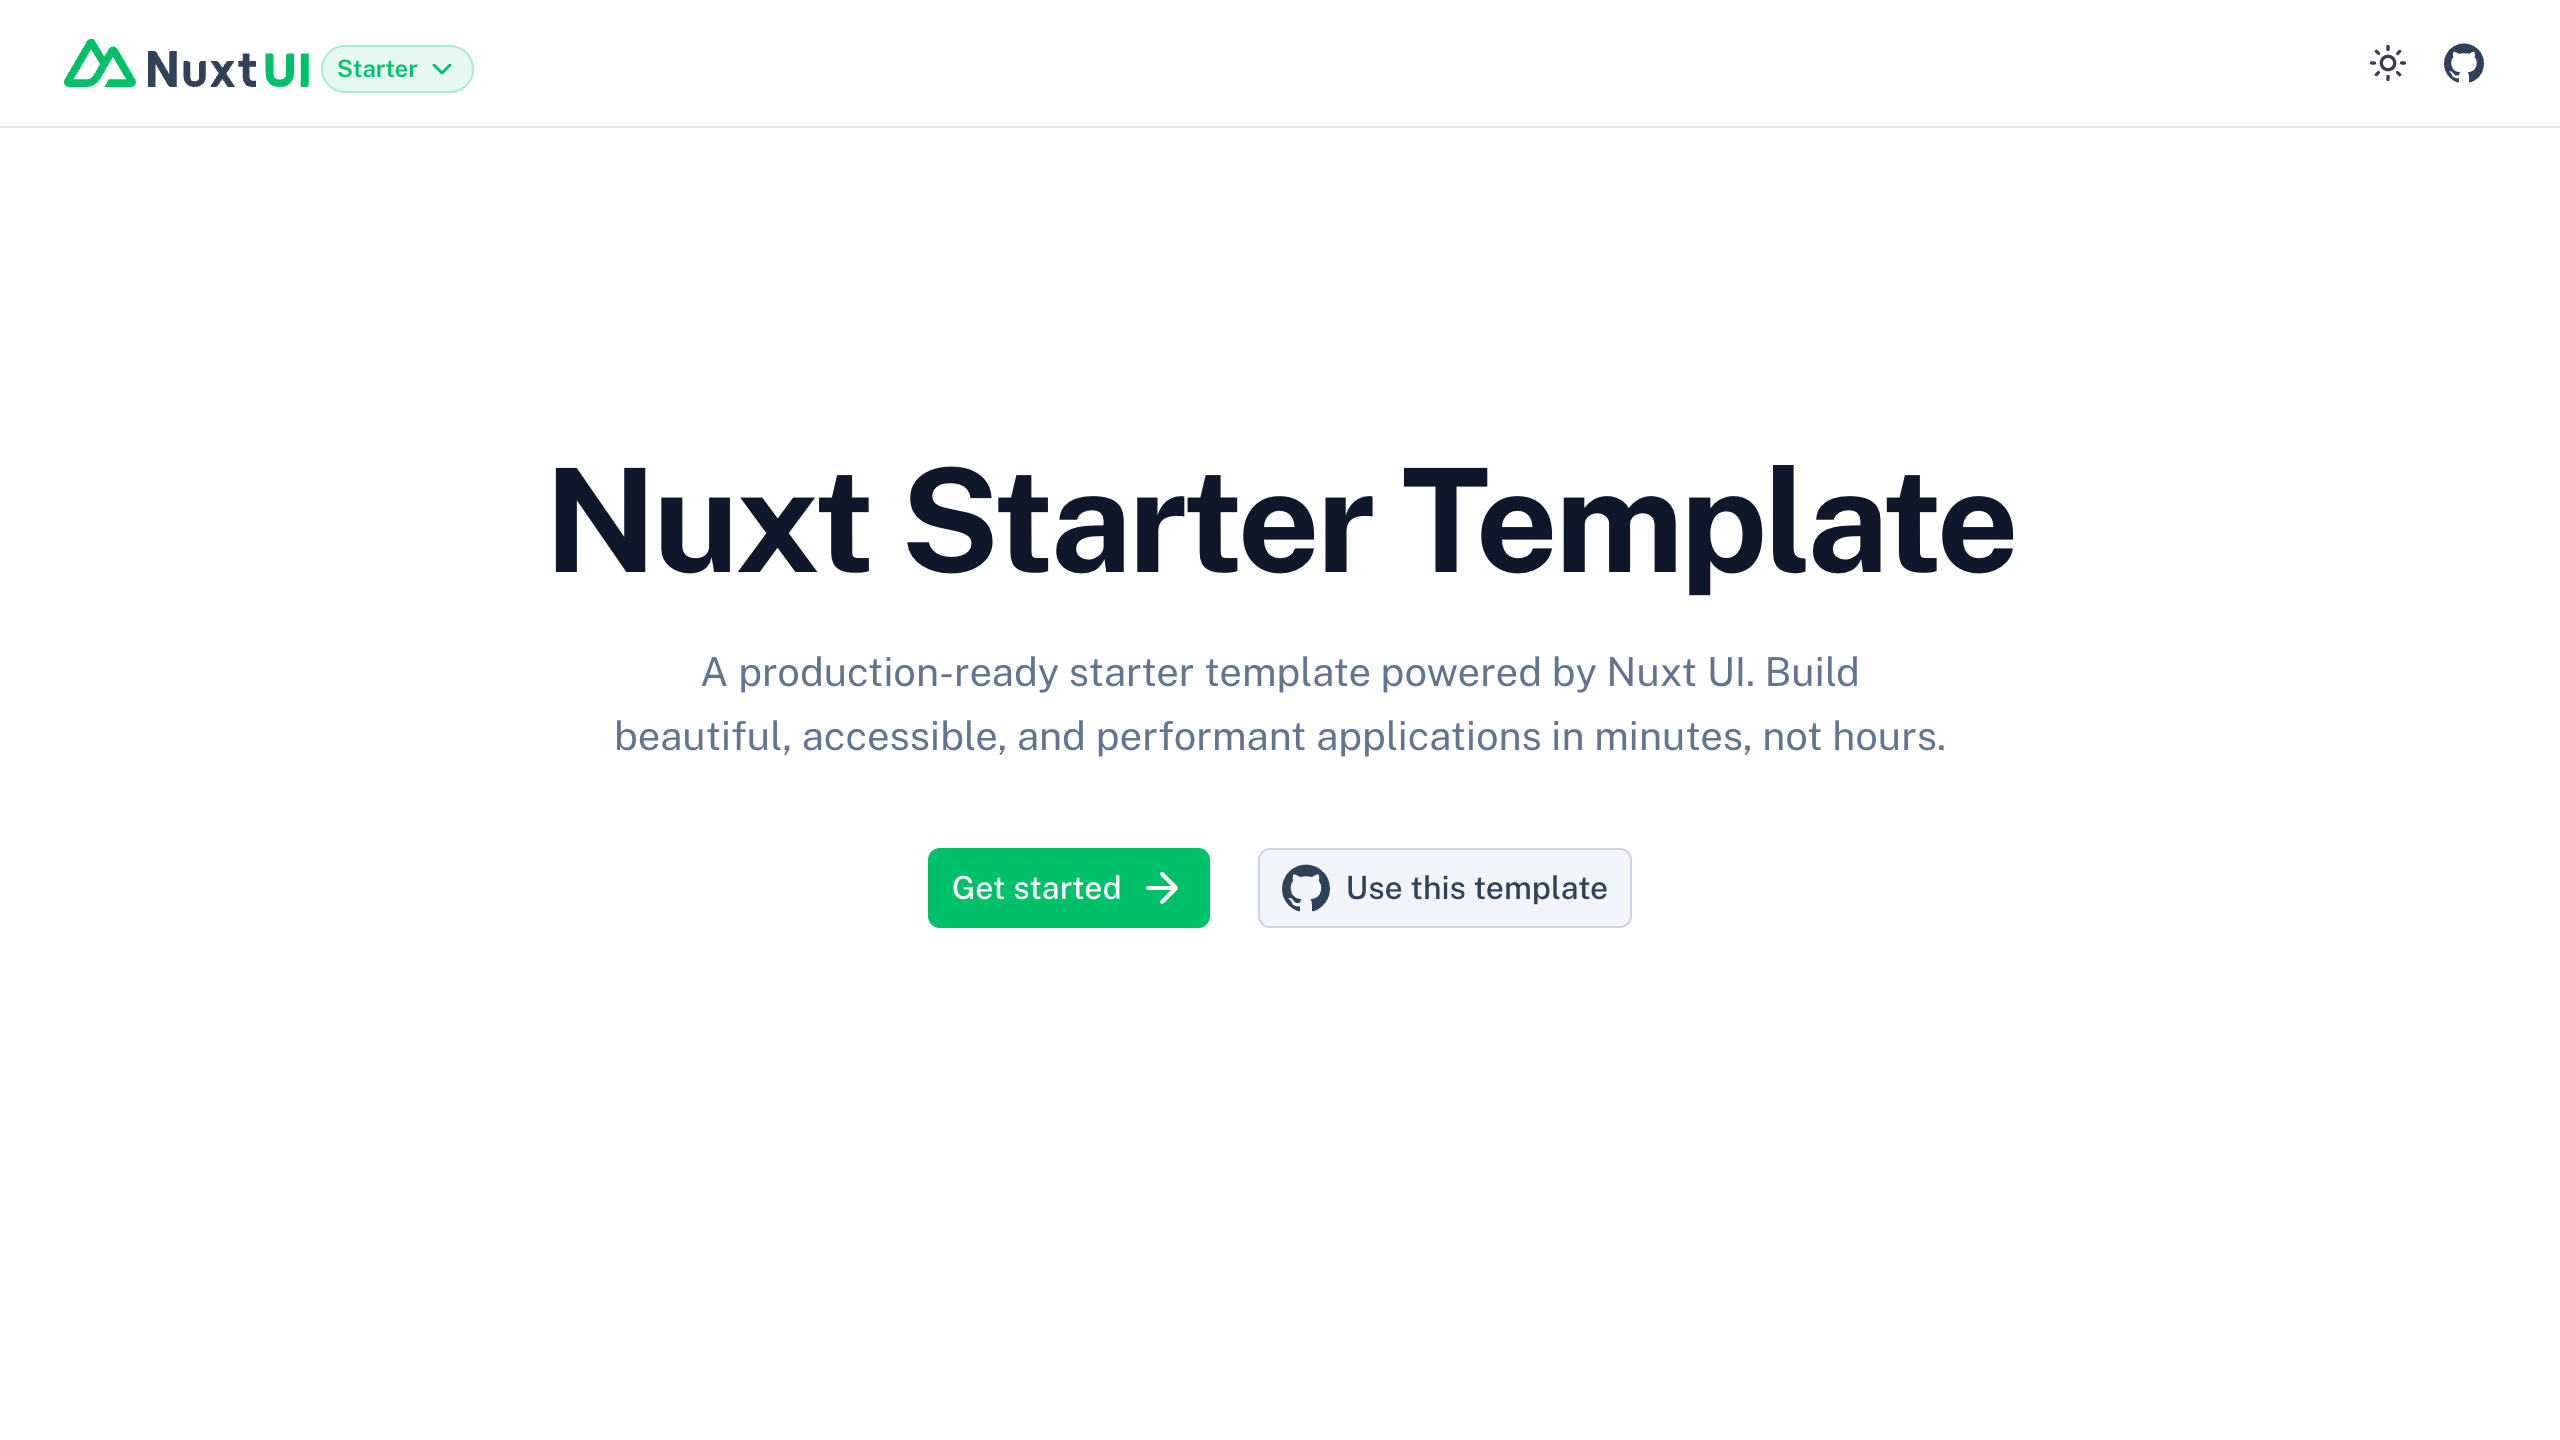 Nuxt UI Starter
Nuxt Starter Template
A production-ready starter template powered by Nuxt UI. Build
beautiful, accessible, and performant applications in minutes, not hours.
Get started
Use this template